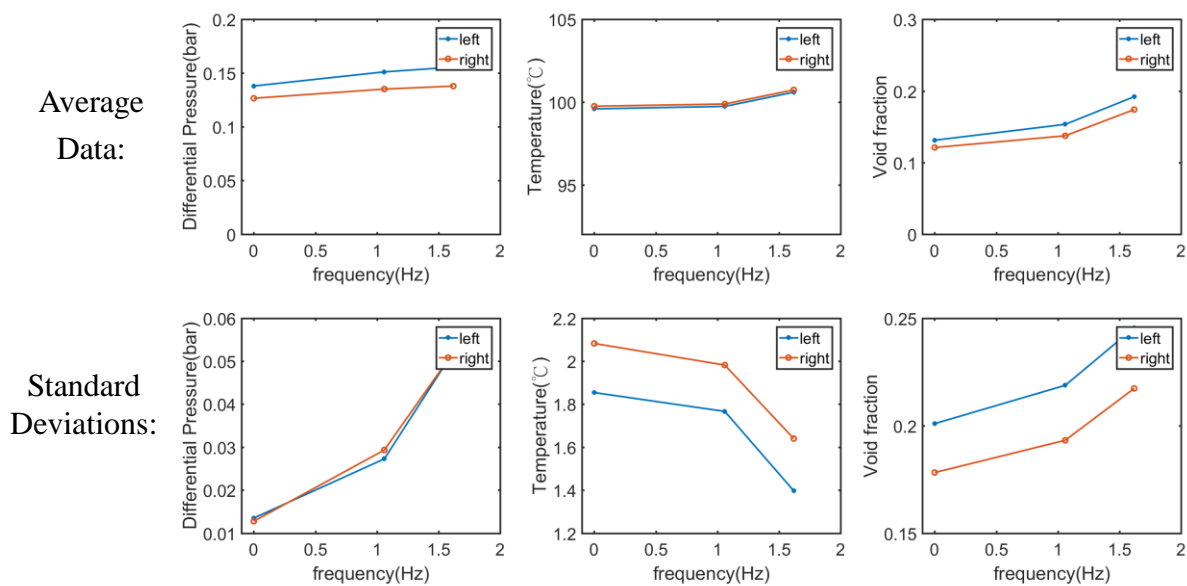 Average
Data:
Differential Pressure(bar)
0.2
0.15
0.1
0.05
0
0
0.5
1
1.5
2
frequency(Hz)
left
right
Temperature(℃)
105
100
95
0
0.5
1
1.5
2
frequency(Hz)
left
right
Void fraction
0.3
0.2
0.1
0
0
0.5
1
1.5
2
frequency(Hz)
left
right
Standard
Deviations:
Differential Pressure(bar)
0.06
0.05
0.04
0.03
0.02
0.01
0
0.5
1
1.5
2
frequency(Hz)
left
right
Temperature(℃)
2.2
2
1.8
1.6
1.4
1.2
0
0.5
1
1.5
2
frequency(Hz)
left
right
Void fraction
0.25
0.2
0.15
0
0.5
1
1.5
2
frequency(Hz)
left
right